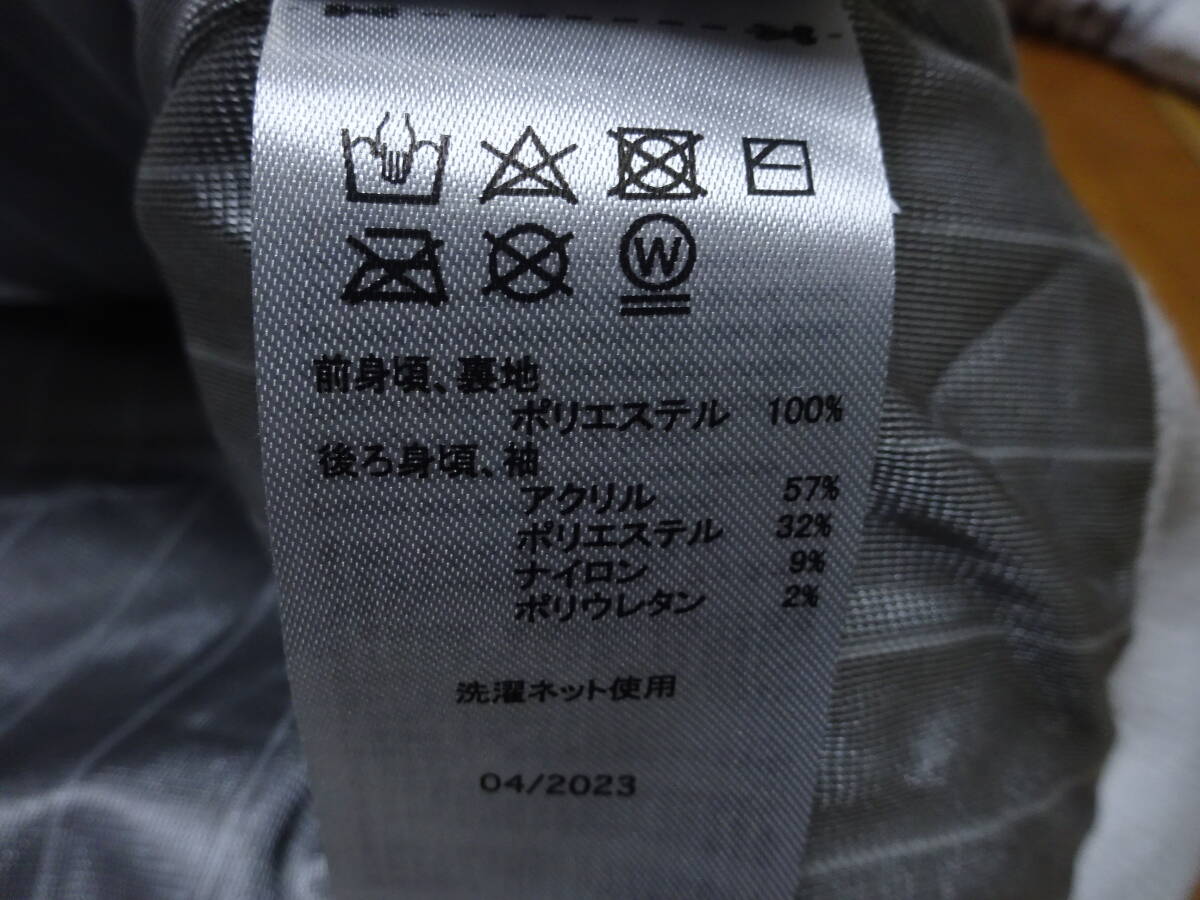 W
前身頃、裏地
ポリエステル 100%
後ろ身頃、袖
アクリル 57%
ポリエステル 32%
ナイロン 9%
ポリウレタン 2%
洗濯ネット使用
04/2023